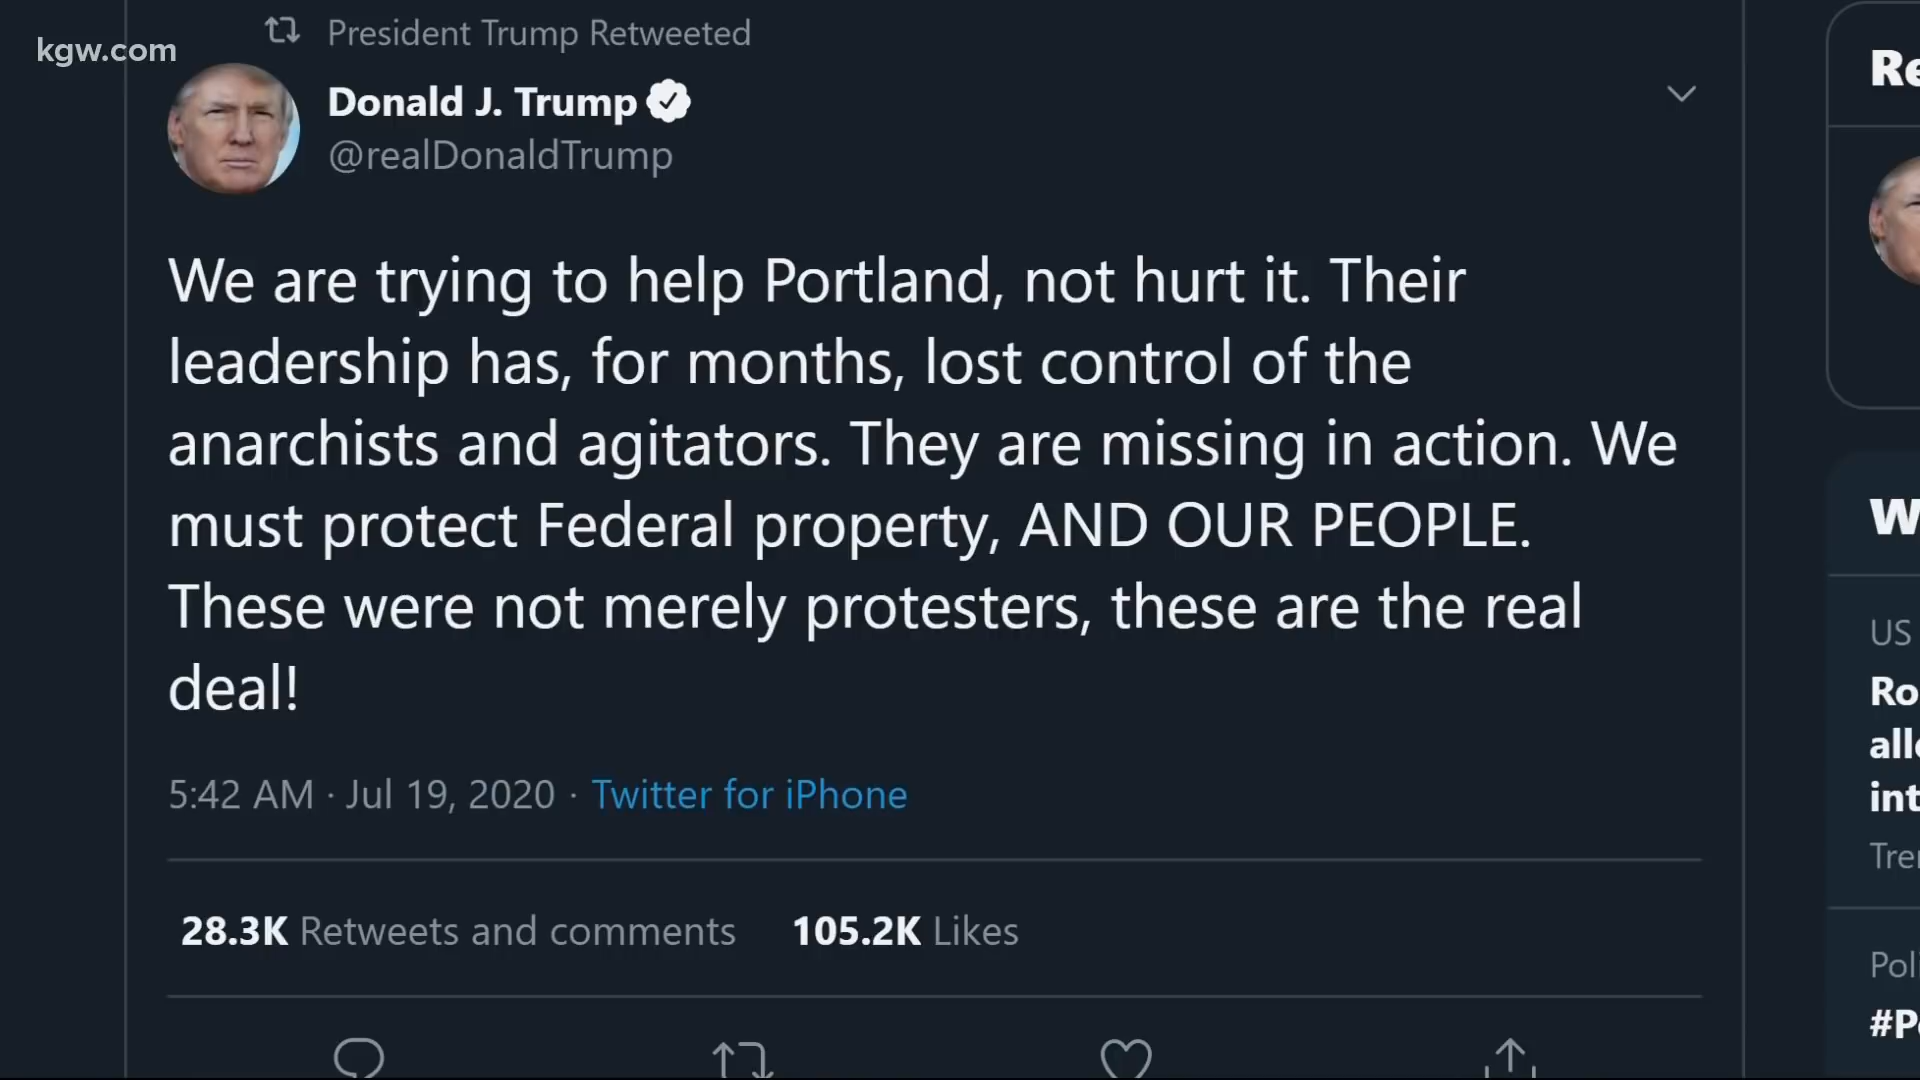 kgw.com
President Trump Retweeted
Donald J. Trump
@realDonaldTrump
We are trying to help Portland, not hurt it. Their
leadership has, for months, lost control of the
anarchists and agitators. They are missing in action. We
must protect Federal property, AND OUR PEOPLE.
These were not merely protesters, these are the real
deal!
5:42 AM · Jul 19, 2020 · Twitter for iPhone
28.3K Retweets and comments 105.2K Likes
US